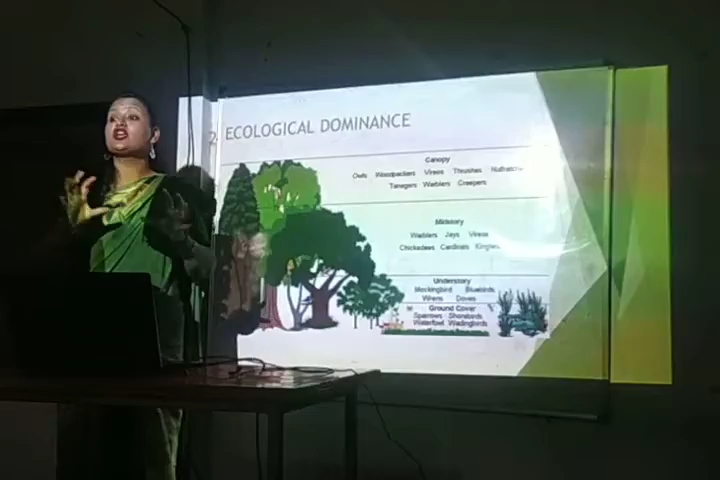 2. ECOLOGICAL DOMINANCE
Canopy
Owls Woodpeckers Vireos Thrushes Nuthatches
Tanagers Warblers Creepers
Midstory
Warblers Jays Vireos
Chickadees Cardinals Kinglets
Understory
Mockingbird Bluebirds
Wrens Doves
Ground Cover
Sparrows Shorebirds
Waterfowl Wadingbirds